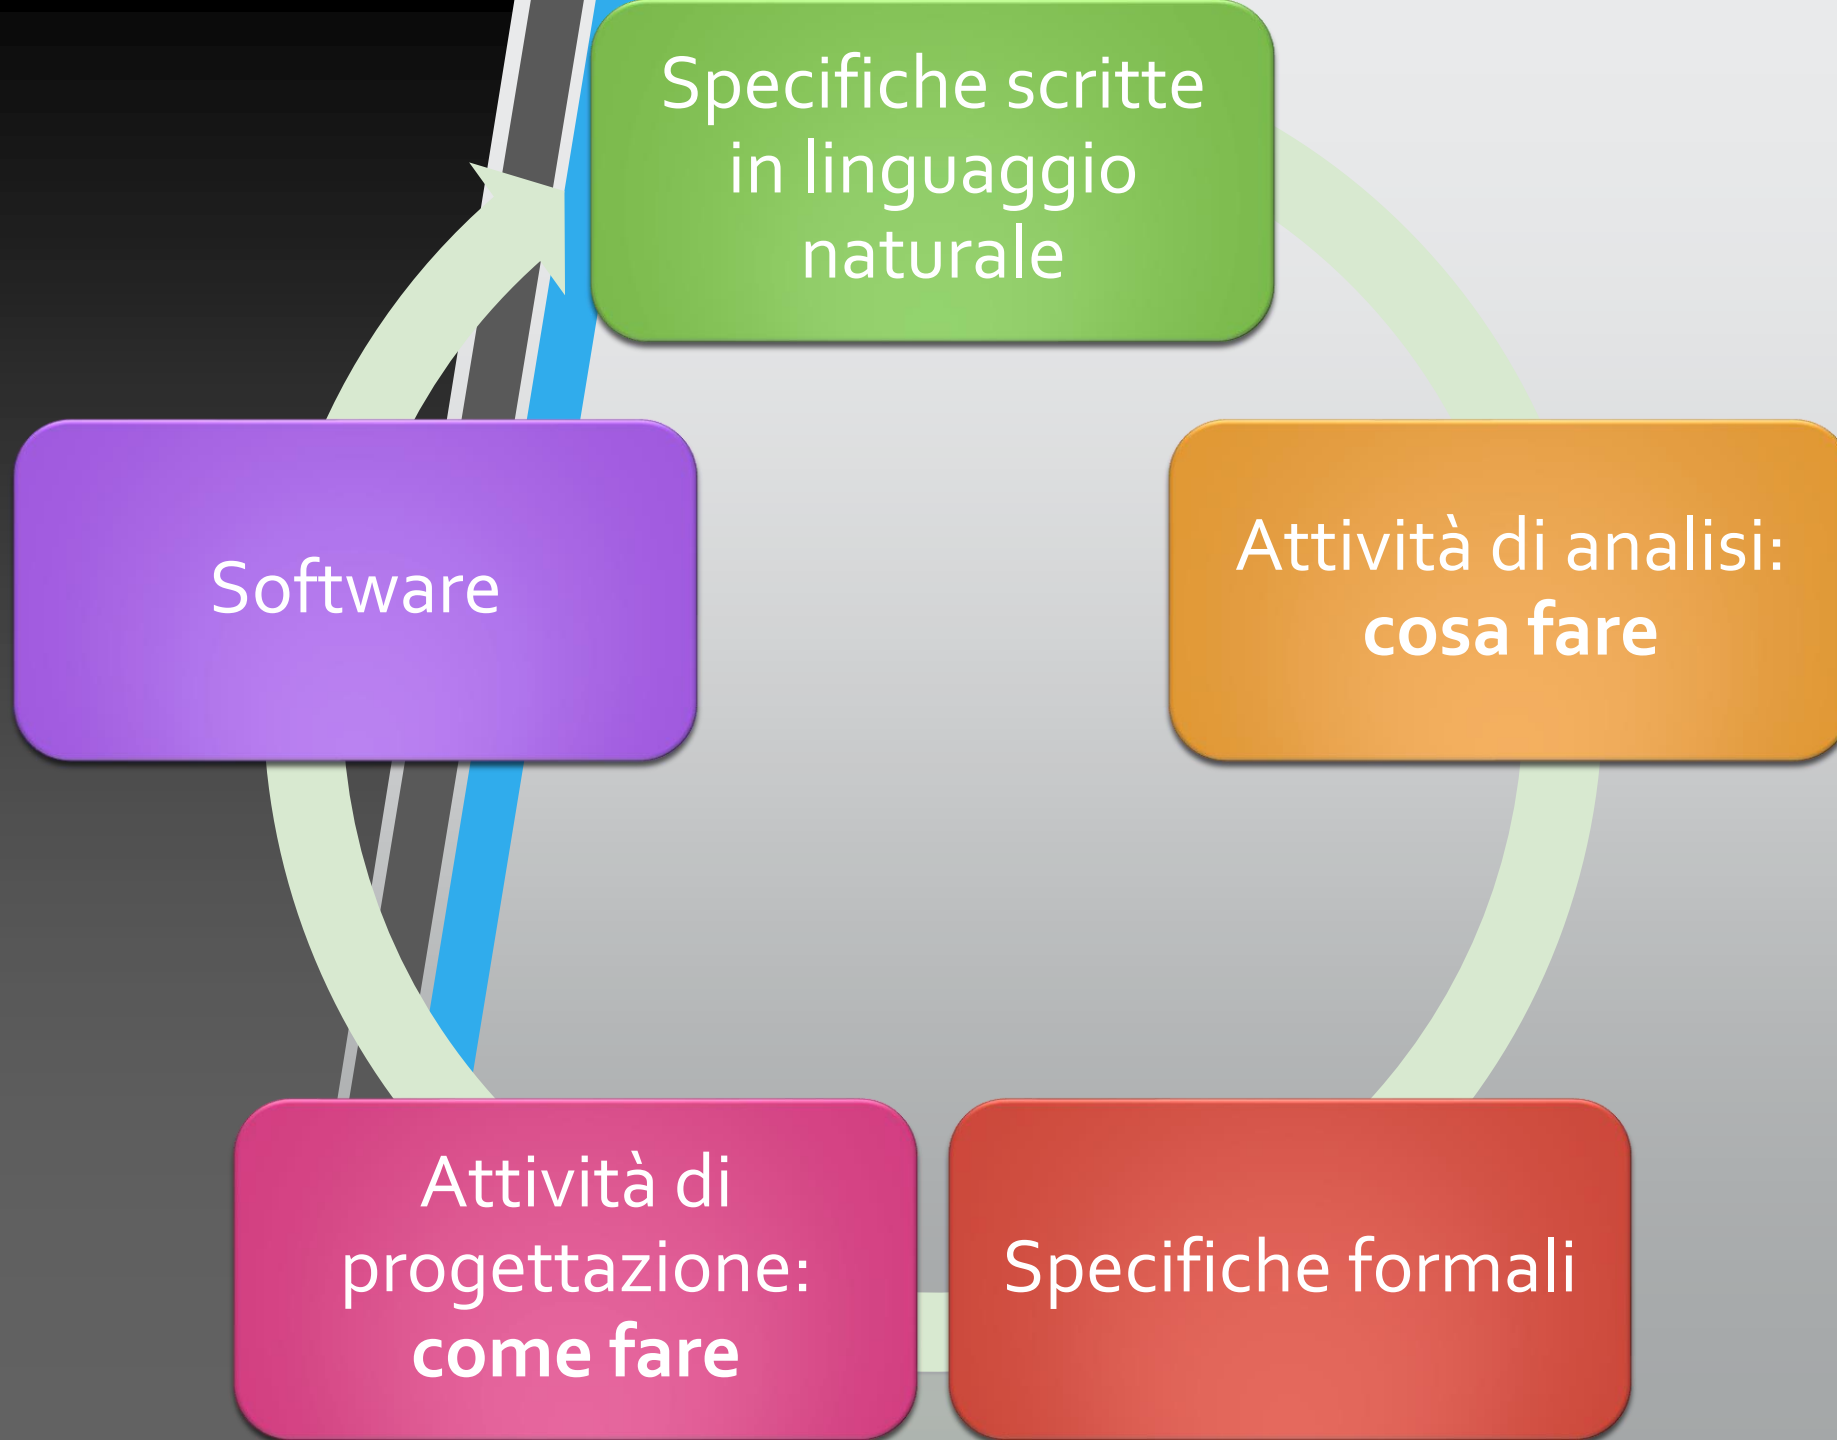 Specifiche scritte
in linguaggio
naturale
Attività di analisi:
cosa fare
Specifiche formali
Attività di
progettazione:
come fare
Software